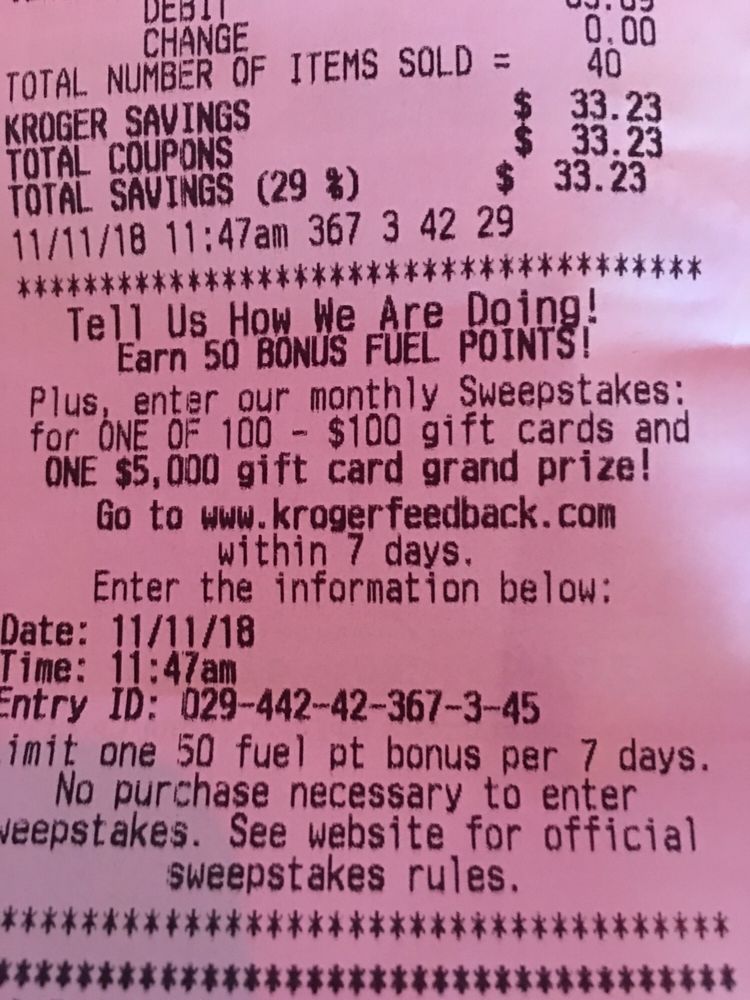 DEBIT
CHANGE 0.00
TOTAL NUMBER OF ITEMS SOLD = 40
KROGER SAVINGS $ 33.23
TOTAL COUPONS $ 33.23
TOTAL SAVINGS (29 %) $ 33.23
11/11/18 11:47am 367 3 42 29
************************************
Tell Us How We Are Doing!
Earn 50 BONUS FUEL POINTS!
Plus, enter our monthly Sweepstakes:
for ONE OF 100 - $100 gift cards and
ONE $5,000 gift card grand prize!
Go to www.krogerfeedback.com
within 7 days.
Enter the information below:
Date: 11/11/18
Time: 11:47am
Entry ID: 029-442-42-367-3-45
imit one 50 fuel pt bonus per 7 days.
No purchase necessary to enter
weepstakes. See website for official
sweepstakes rules.
************************************
************************************